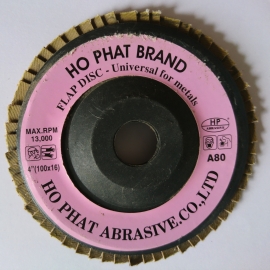 HO PHAT BRAND
FLAP DISC - Universal for metals
MAX.RPM
13,000
HP
A80
4"(100x16)
HO PHAT ABRASIVE.CO.,LTD